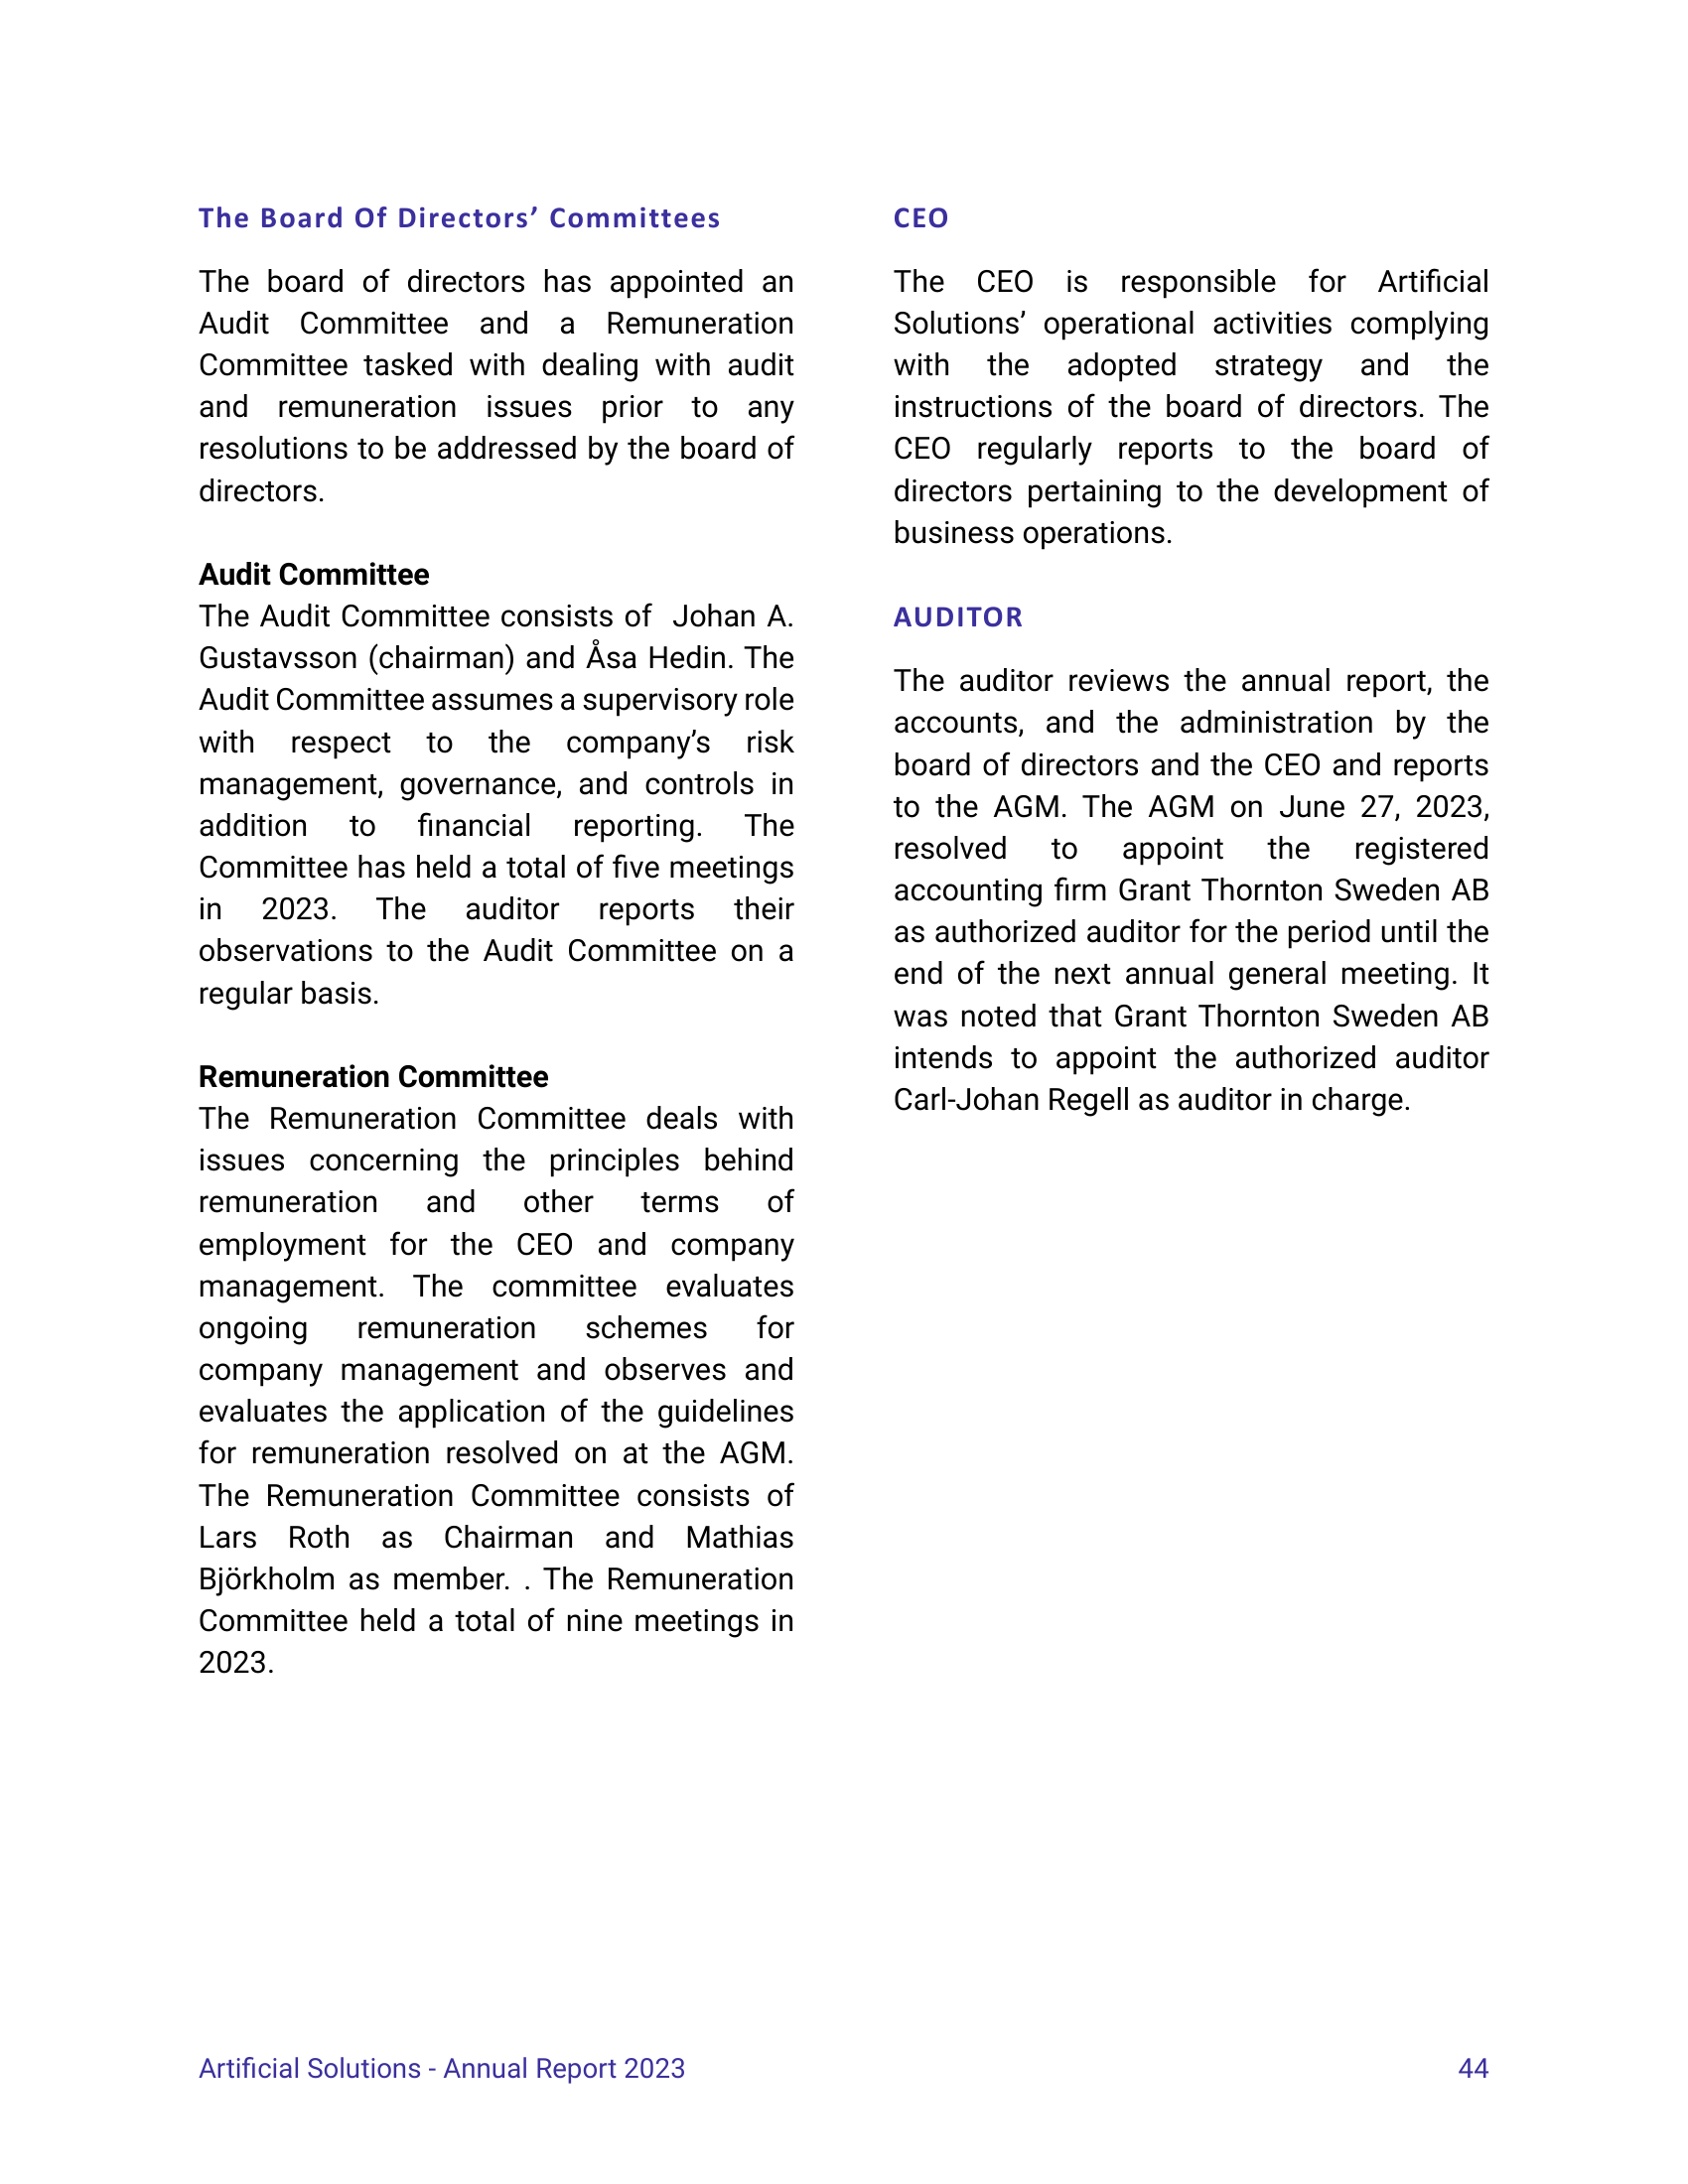 The Board Of Directors’ Committees
The board of directors has appointed an
Audit Committee and a Remuneration
Committee tasked with dealing with audit
and remuneration issues prior to any
resolutions to be addressed by the board of
directors.
Audit Committee
The Audit Committee consists of  Johan A.
Gustavsson (chairman) and Åsa Hedin. The
Audit Committee assumes a supervisory role
with respect to the company’s risk
management, governance, and controls in
addition to financial reporting. The
Committee has held a total of five meetings
in 2023. The auditor reports their
observations to the Audit Committee on a
regular basis.
Remuneration Committee
The Remuneration Committee deals with
issues concerning the principles behind
remuneration and other terms of
employment for the CEO and company
management. The committee evaluates
ongoing remuneration schemes for
company management and observes and
evaluates the application of the guidelines
for remuneration resolved on at the AGM.
The Remuneration Committee consists of
Lars Roth as Chairman and Mathias
Björkholm as member. . The Remuneration
Committee held a total of nine meetings in
2023.
CEO
The CEO is responsible for Artificial
Solutions’ operational activities complying
with the adopted strategy and the
instructions of the board of directors. The
CEO regularly reports to the board of
directors pertaining to the development of
business operations.
AUDITOR
The auditor reviews the annual report, the
accounts, and the administration by the
board of directors and the CEO and reports
to the AGM. The AGM on June 27, 2023,
resolved to appoint the registered
accounting firm Grant Thornton Sweden AB
as authorized auditor for the period until the
end of the next annual general meeting. It
was noted that Grant Thornton Sweden AB
intends to appoint the authorized auditor
Carl-Johan Regell as auditor in charge.
Artificial Solutions - Annual Report 2023
44